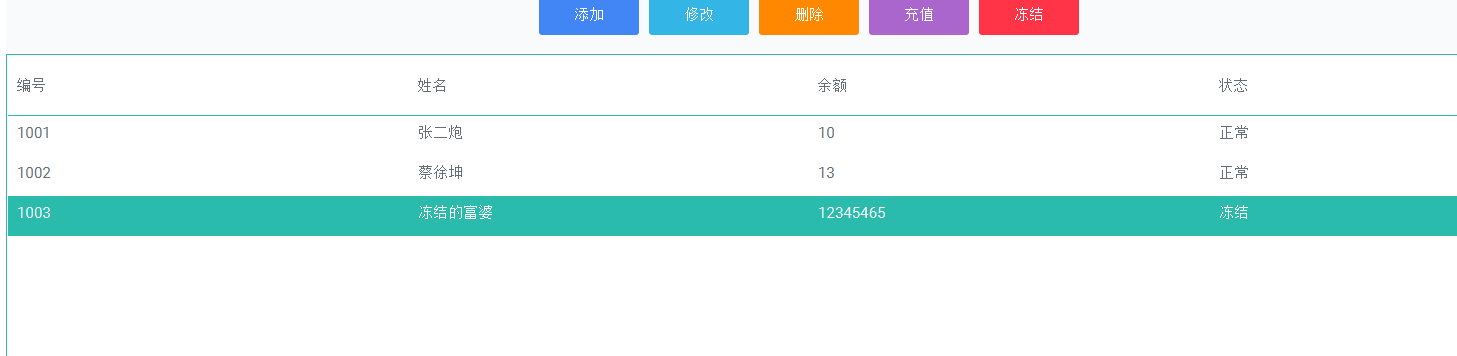 添加 修改 删除 充值 冻结
编号 姓名 余额 状态
1001 张二炮 10 正常
1002 蔡徐坤 13 正常
1003 冻结的富婆 12345465 冻结